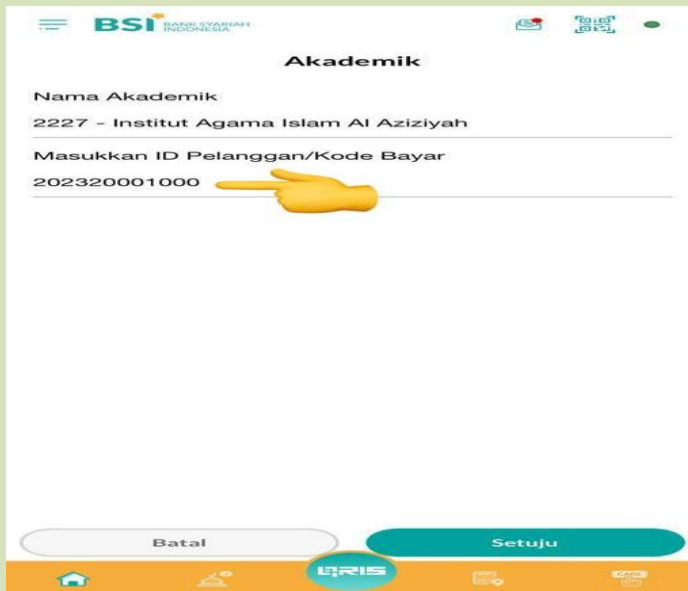 BSI BANK SYARIAH
INDONESIA
Akademik
Nama Akademik
2227 - Institut Agama Islam Al Aziziyah
Masukkan ID Pelanggan/Kode Bayar
202320001000
Batal
Setuju
QRIS